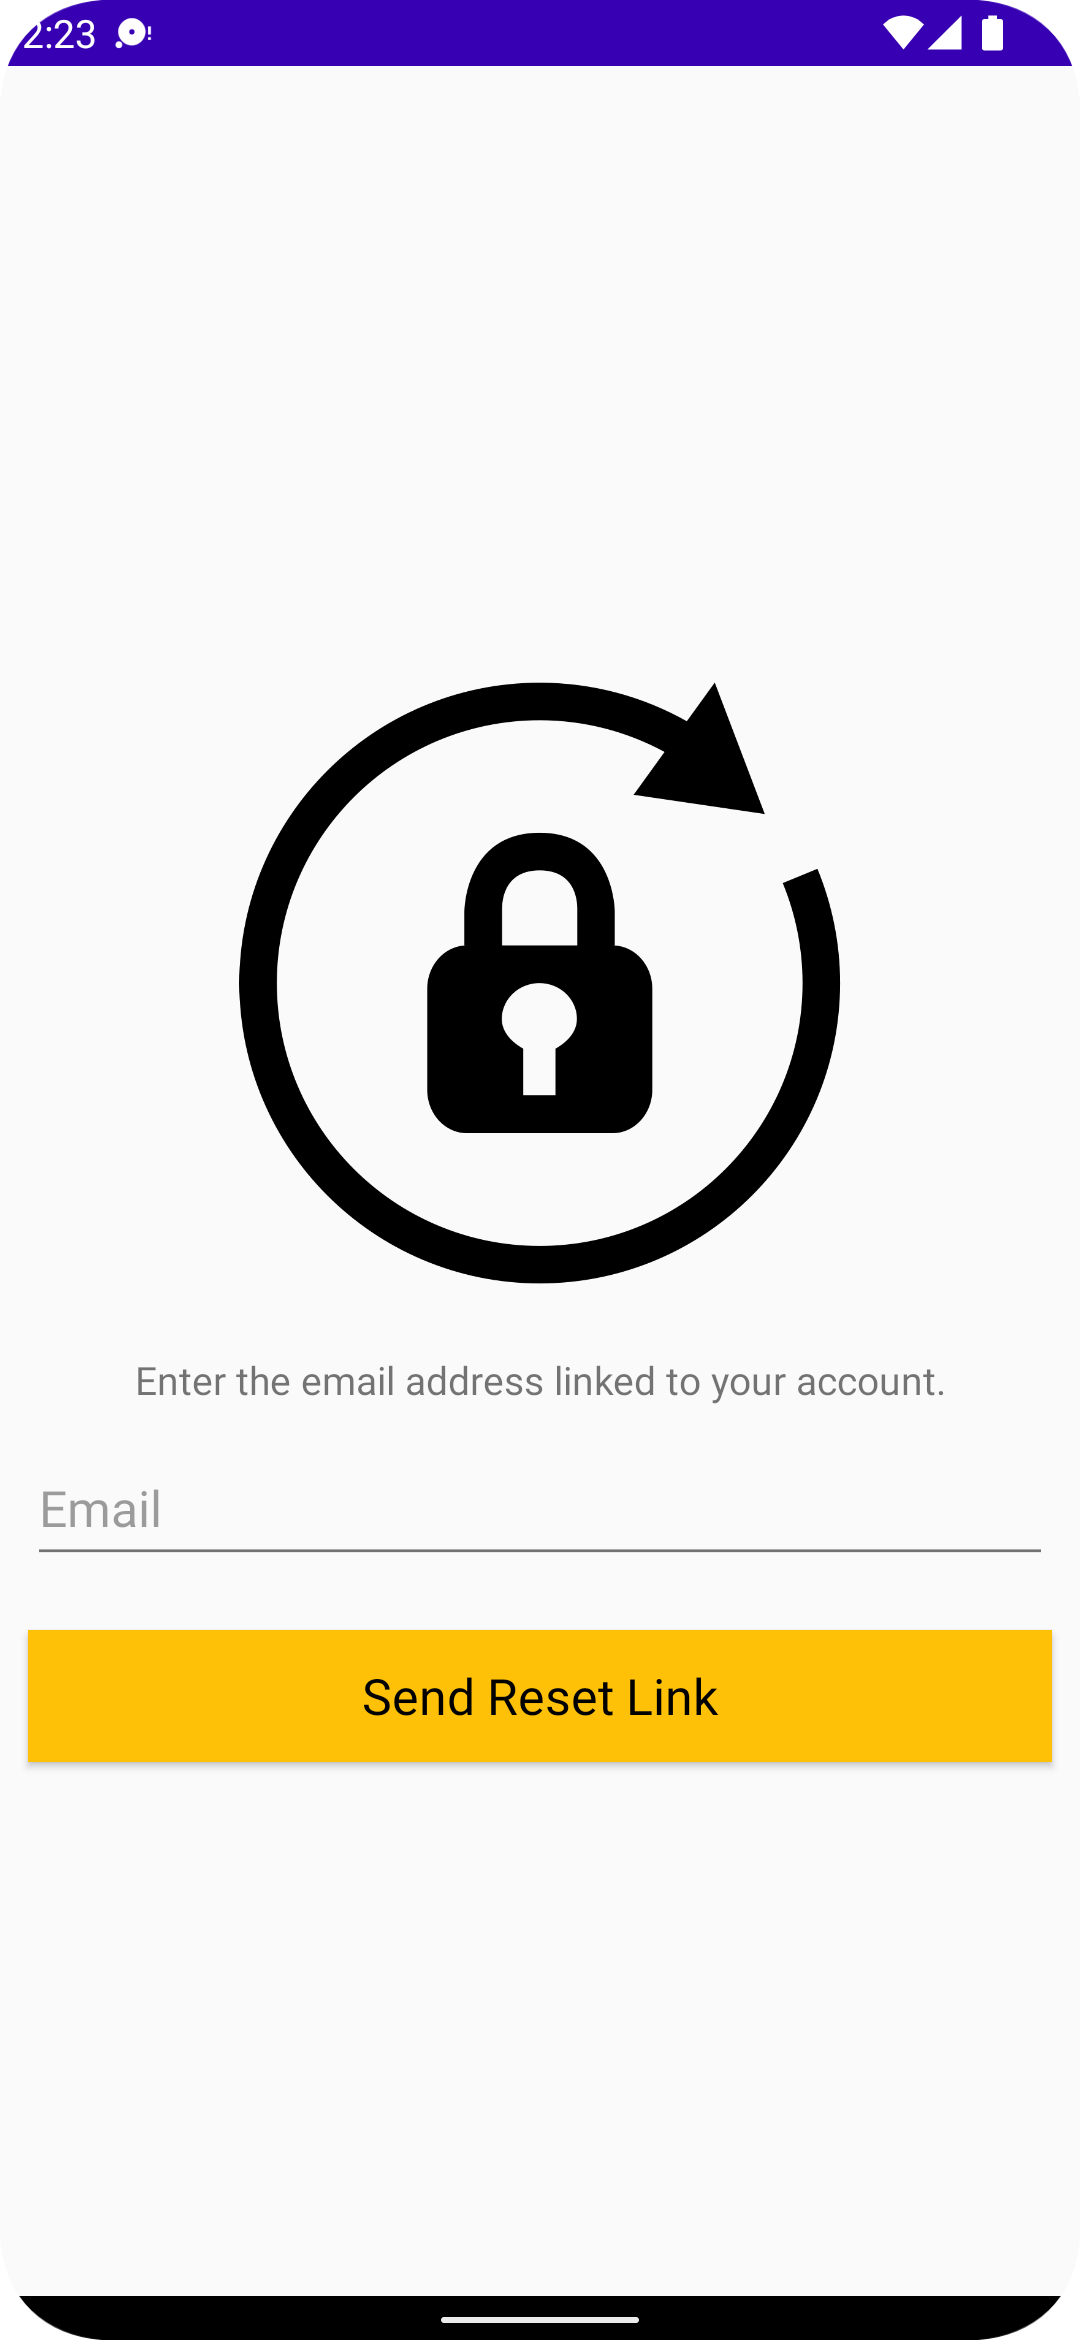 2:23
Enter the email address linked to your account.
Email
Send Reset Link